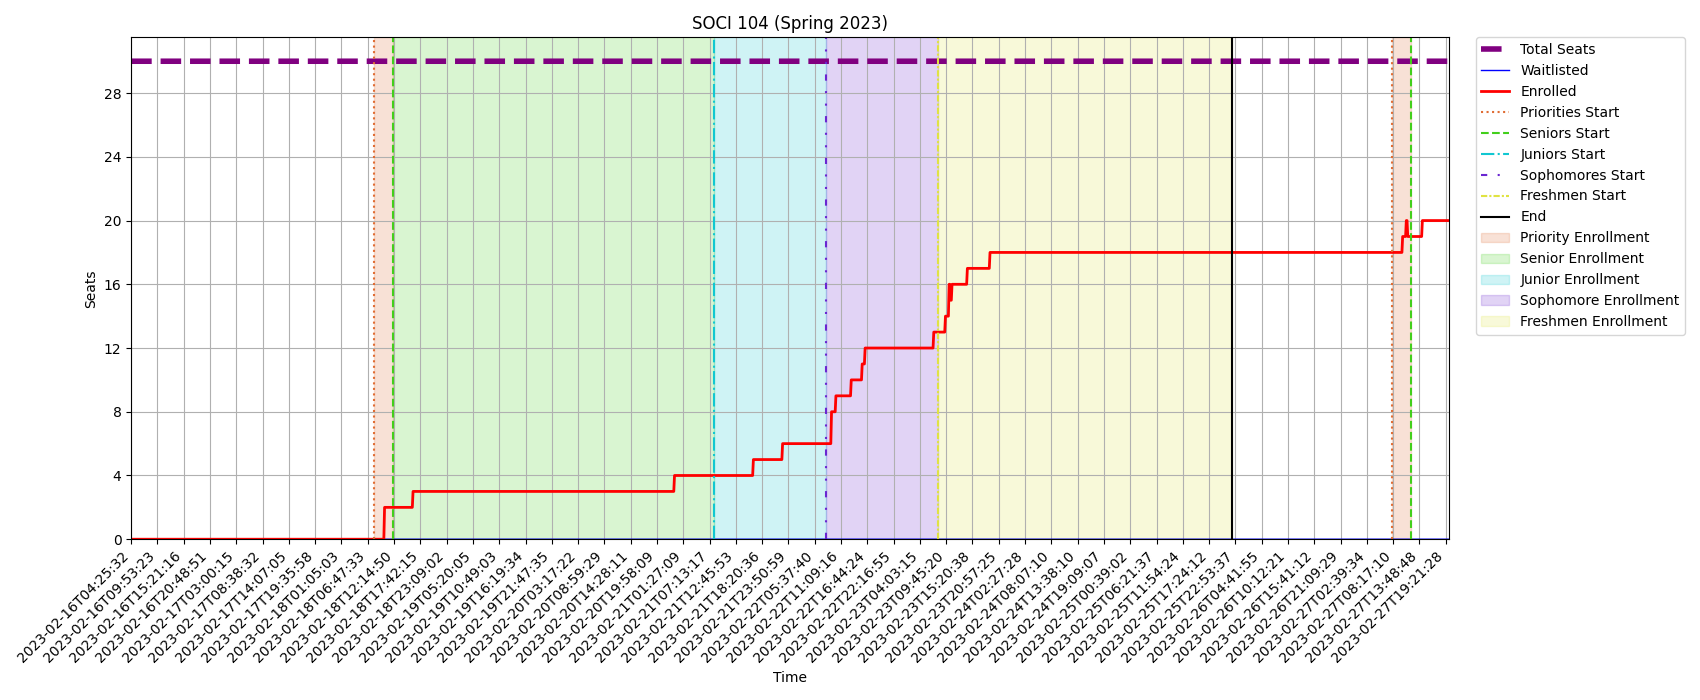 SOCI 104 (Spring 2023)
Seats
28
24
20
16
12
8
4
0
2023-02-16T04:25:32
2023-02-16T09:53:23
2023-02-16T15:21:16
2023-02-16T20:48:51
2023-02-17T03:00:15
2023-02-17T08:38:32
2023-02-17T14:07:05
2023-02-17T19:35:58
2023-02-18T01:05:03
2023-02-18T06:47:33
2023-02-18T12:14:50
2023-02-18T17:42:15
2023-02-18T23:09:02
2023-02-19T05:20:05
2023-02-19T10:49:03
2023-02-19T16:19:34
2023-02-19T21:47:35
2023-02-20T03:17:22
2023-02-20T08:59:29
2023-02-20T14:28:11
2023-02-20T19:58:09
2023-02-21T01:27:09
2023-02-21T07:13:17
2023-02-21T12:45:53
2023-02-21T18:20:36
2023-02-21T23:50:59
2023-02-22T05:37:40
2023-02-22T11:09:16
2023-02-22T16:44:24
2023-02-22T22:16:55
2023-02-23T04:03:15
2023-02-23T09:45:20
2023-02-23T15:20:38
2023-02-23T20:57:25
2023-02-24T02:27:28
2023-02-24T08:07:10
2023-02-24T13:38:10
2023-02-24T19:09:07
2023-02-25T00:39:02
2023-02-25T06:21:37
2023-02-25T11:54:24
2023-02-25T17:24:12
2023-02-25T22:53:37
2023-02-26T04:41:55
2023-02-26T10:12:21
2023-02-26T15:41:12
2023-02-26T21:09:29
2023-02-27T02:39:34
2023-02-27T08:17:10
2023-02-27T13:48:48
2023-02-27T19:21:28
Time
Total Seats
Waitlisted
Enrolled
Priorities Start
Seniors Start
Juniors Start
Sophomores Start
Freshmen Start
End
Priority Enrollment
Senior Enrollment
Junior Enrollment
Sophomore Enrollment
Freshmen Enrollment